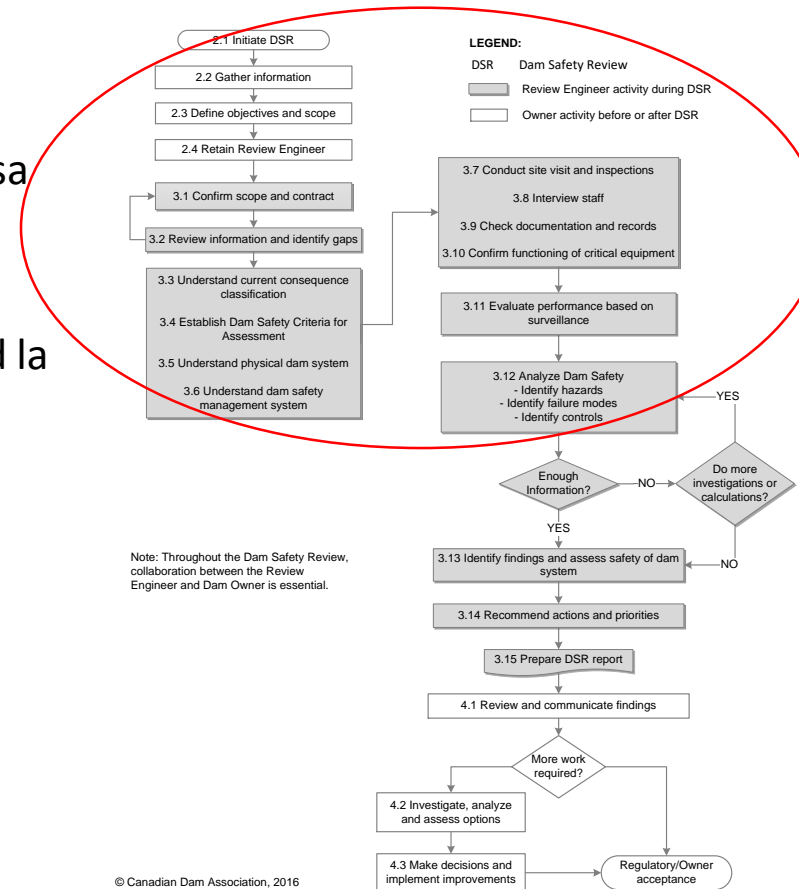 2.1 Initiate DSR
2.2 Gather information
2.3 Define objectives and scope
2.4 Retain Review Engineer
sa
3.1 Confirm scope and contract
3.2 Review information and identify gaps
3.3 Understand current consequence
classification
3.4 Establish Dam Safety Criteria for
Assessment
3.5 Understand physical dam system
3.6 Understand dam safety
management system
la
LEGEND:
DSR Dam Safety Review
Review Engineer activity during DSR
Owner activity before or after DSR
3.7 Conduct site visit and inspections
3.8 Interview staff
3.9 Check documentation and records
3.10 Confirm functioning of critical equipment
3.11 Evaluate performance based on
surveillance
3.12 Analyze Dam Safety
- Identify hazards
- Identify failure modes
- Identify controls
YES
Enough
Information?
NO
Do more
investigations or
calculations?
YES
NO
Note: Throughout the Dam Safety Review,
collaboration between the Review
Engineer and Dam Owner is essential.
3.13 Identify findings and assess safety of dam
system
3.14 Recommend actions and priorities
3.15 Prepare DSR report
4.1 Review and communicate findings
More work
required?
4.2 Investigate, analyze
and assess options
4.3 Make decisions and
implement improvements
Regulatory/Owner
acceptance
© Canadian Dam Association, 2016